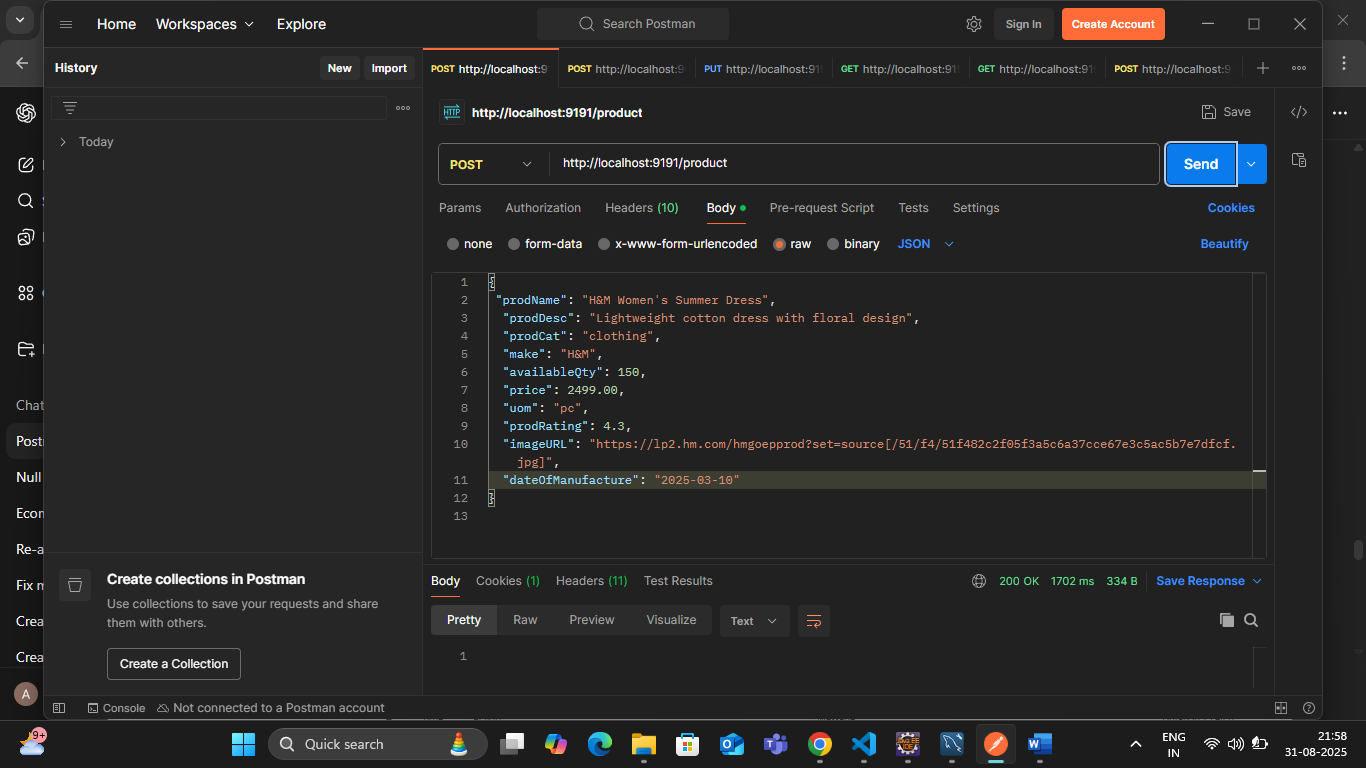 Home
Workspaces
Explore
Search Postman
Sign In
Create Account
History
New
Import
POST http://localhost:9
POST http://localhost:9
PUT http://localhost:91
GET http://localhost:919
GET http://localhost:919
POST http://localhost:9
HTTP http://localhost:9191/product
Save
Today
POST
http://localhost:9191/product
Send
Params
Authorization
Headers (10)
Body
Pre-request Script
Tests
Settings
Cookies
none
form-data
x-www-form-urlencoded
raw
binary
JSON
Beautify
1 {
2 "prodName": "H&M Women's Summer Dress",
3 "prodDesc": "Lightweight cotton dress with floral design",
4 "prodCat": "clothing",
5 "make": "H&M",
6 "availableQty": 150,
7 "price": 2499.00,
8 "uom": "pc",
9 "prodRating": 4.3,
10 "imageURL": "https://lp2.hm.com/hmgoepprod?set=source[/51/f4/51f482c2f05f3a5c6a37cce67e3c5ac5b7e7dfcf.
jpg]",
11 "dateOfManufacture": "2025-03-10"
12 }
13
Chat
Post
Null
Econ
Re-a
Fix m
Crea
Crea
A
Create collections in Postman
Use collections to save your requests and share
them with others.
Create a Collection
Body
Cookies (1)
Headers (11)
Test Results
200 OK
1702 ms
334 B
Save Response
Pretty
Raw
Preview
Visualize
Text
1
Console
Not connected to a Postman account
9+
Quick search
ENG
IN
21:58
31-08-2025